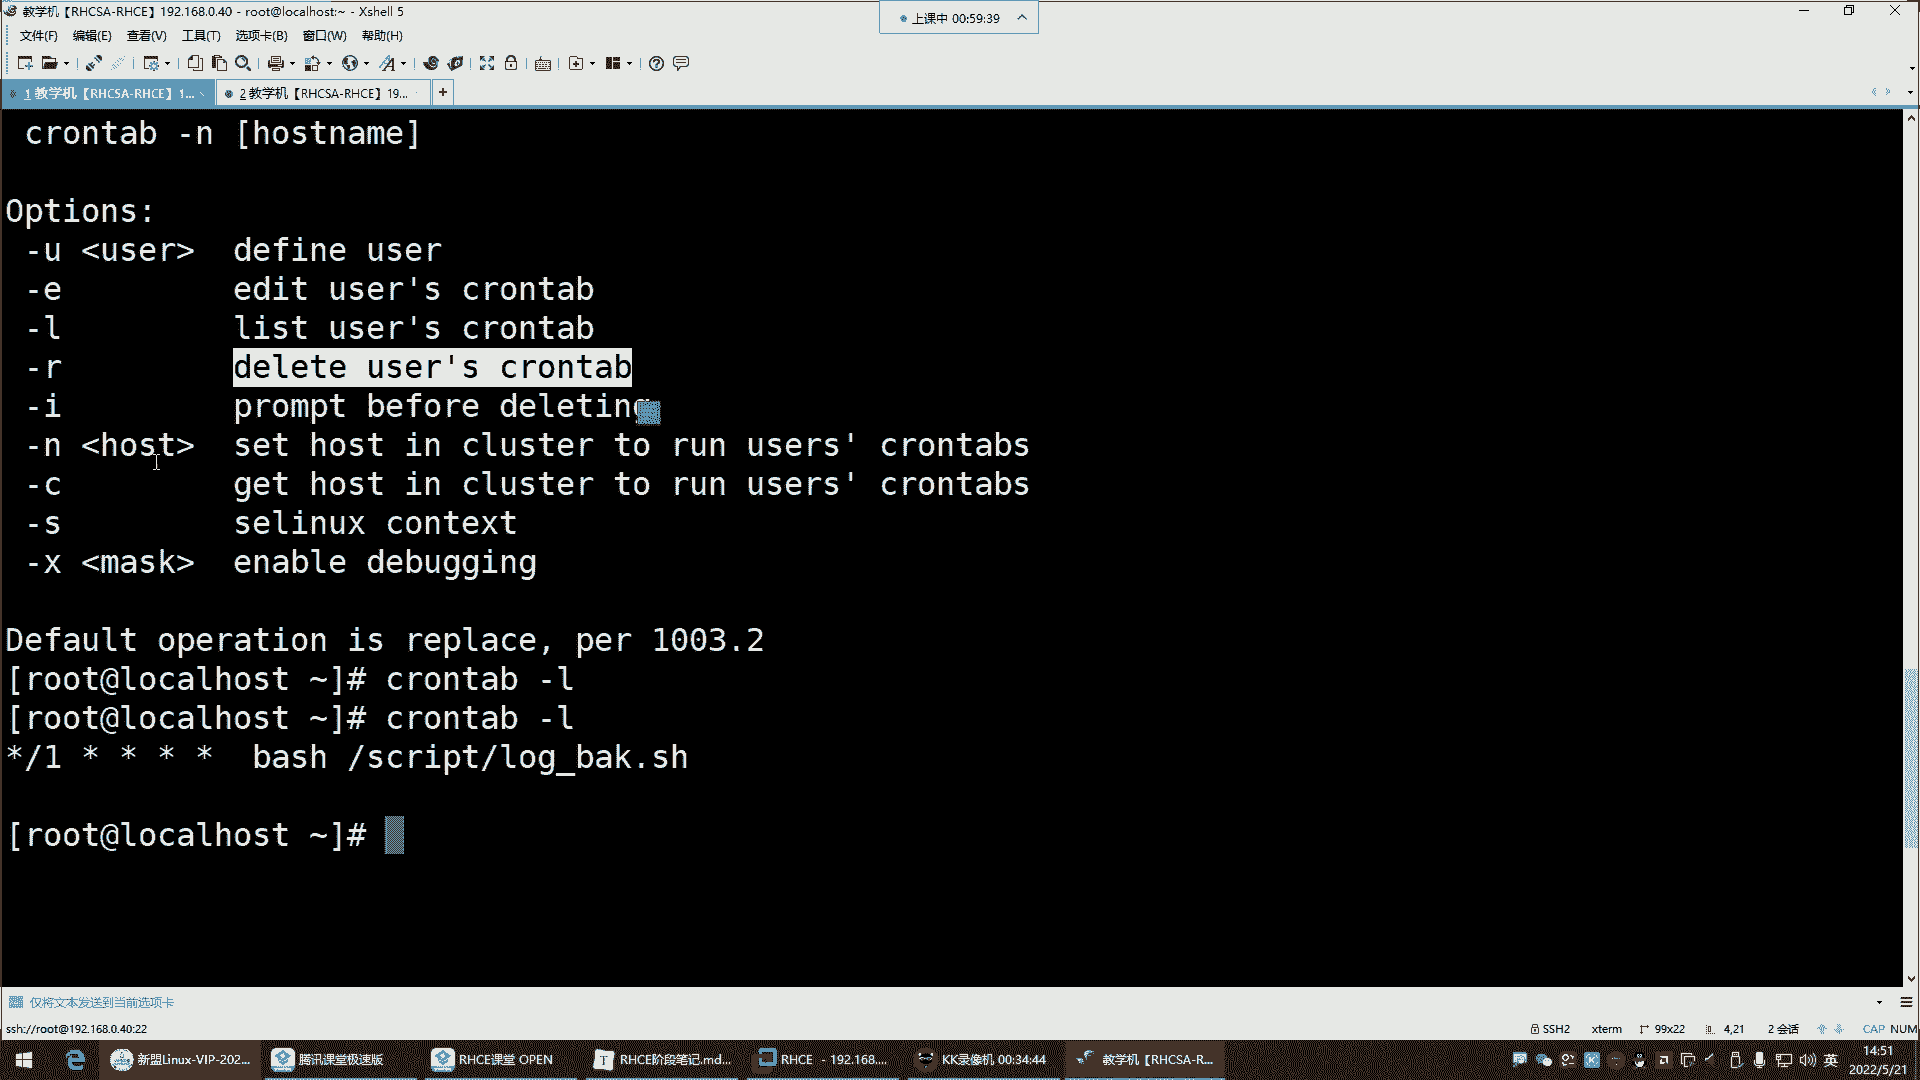 教学机【RHCSA-RHCE】192.168.0.40 - root@localhost:~ - Xshell 5
上课中 00:59:39
文件(F) 编辑(E) 查看(V) 工具(T) 选项卡(B) 窗口(W) 帮助(H)
1 教学机【RHCSA-RHCE】1... 2 教学机【RHCSA-RHCE】19... +
crontab -n [hostname]
Options:
-u <user> define user
-e edit user's crontab
-l list user's crontab
-r delete user's crontab
-i prompt before deleting
-n <host> set host in cluster to run users' crontabs
-c get host in cluster to run users' crontabs
-s selinux context
-x <mask> enable debugging
Default operation is replace, per 1003.2
[root@localhost ~]# crontab -l
[root@localhost ~]# crontab -l
*/1 * * * *  bash /script/log_bak.sh
[root@localhost ~]#
仅将文本发送到当前选项卡
ssh://root@192.168.0.40:22 SSH2 xterm 99x22 4,21 2 会话 CAP NUM
新盟Linux-VIP-202... 腾讯课堂极速版 RHCE课堂 OPEN RHCE阶段笔记.md... RHCE - 192.168.... KK录像机 00:34:44 教学机【RHCSA-R... 英 14:51
2022/5/21